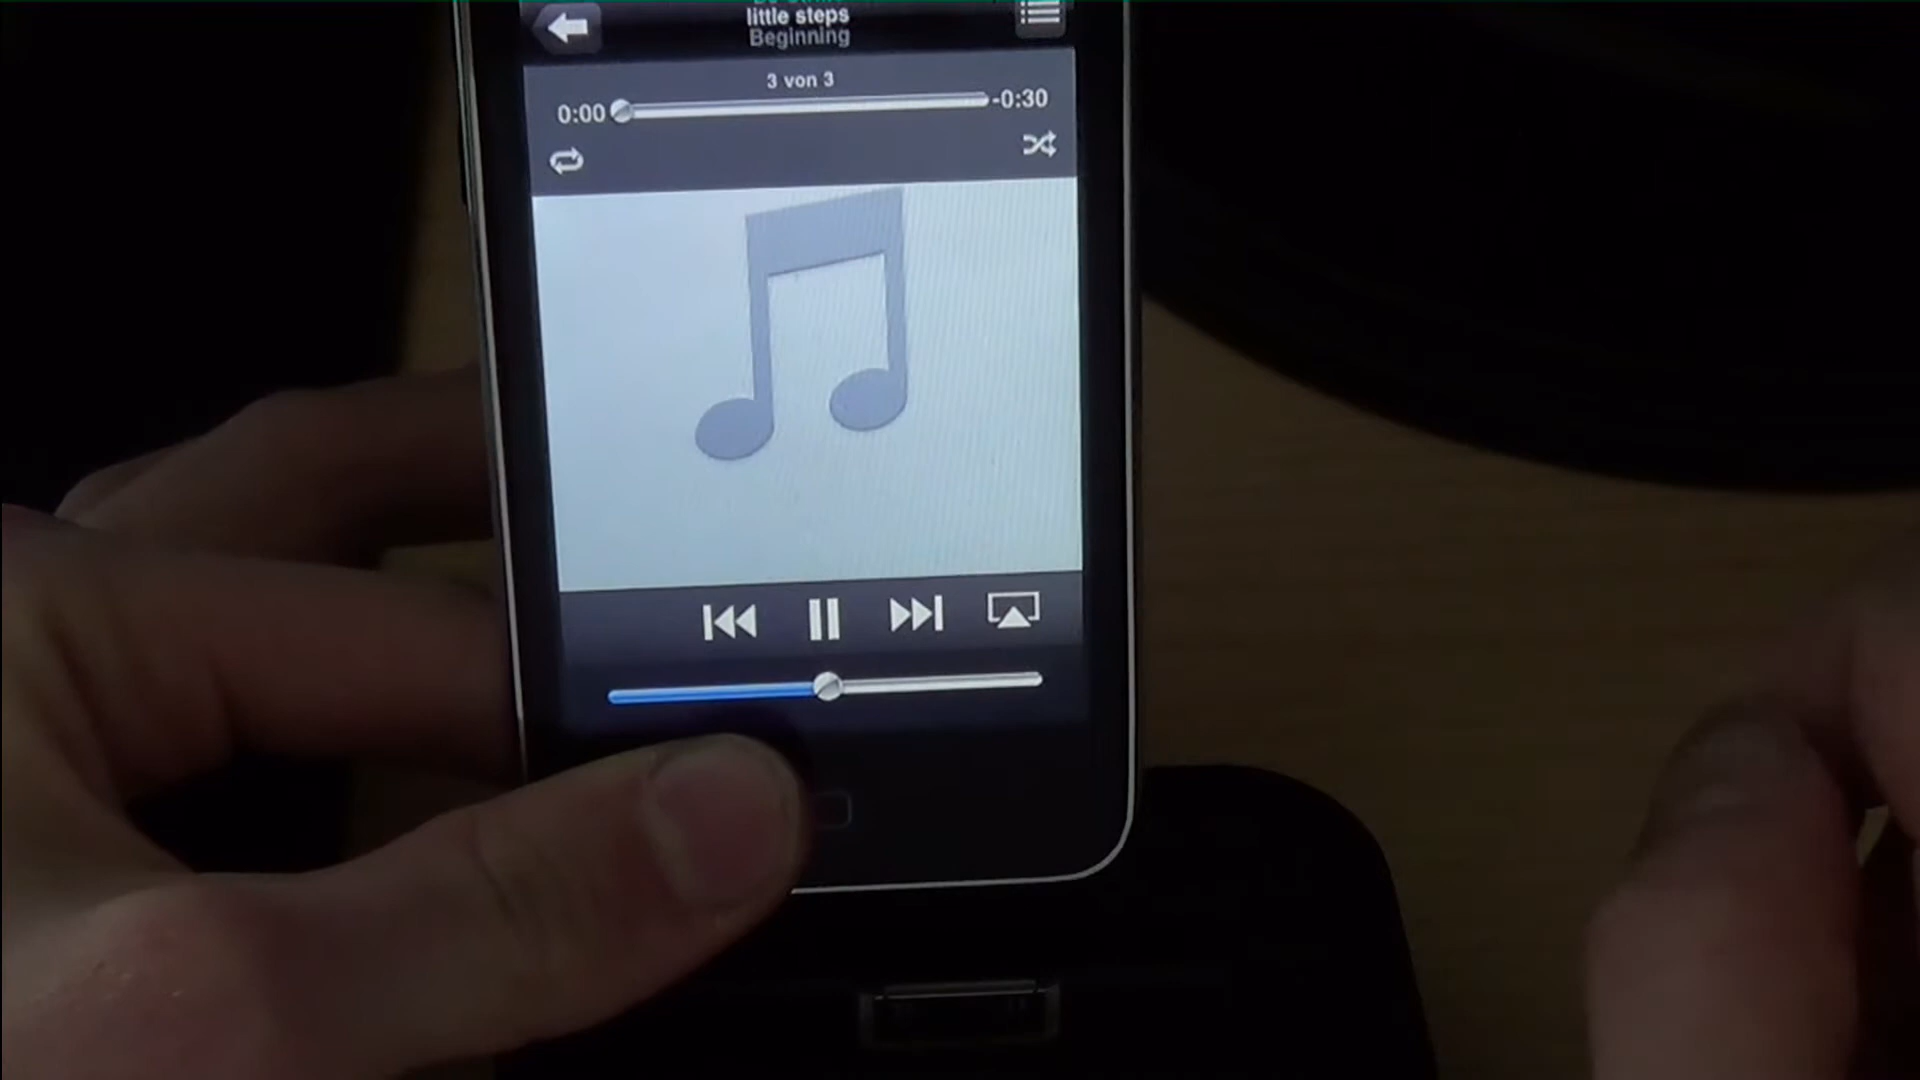 little steps
Beginning
3 von 3
0:00
-0:30